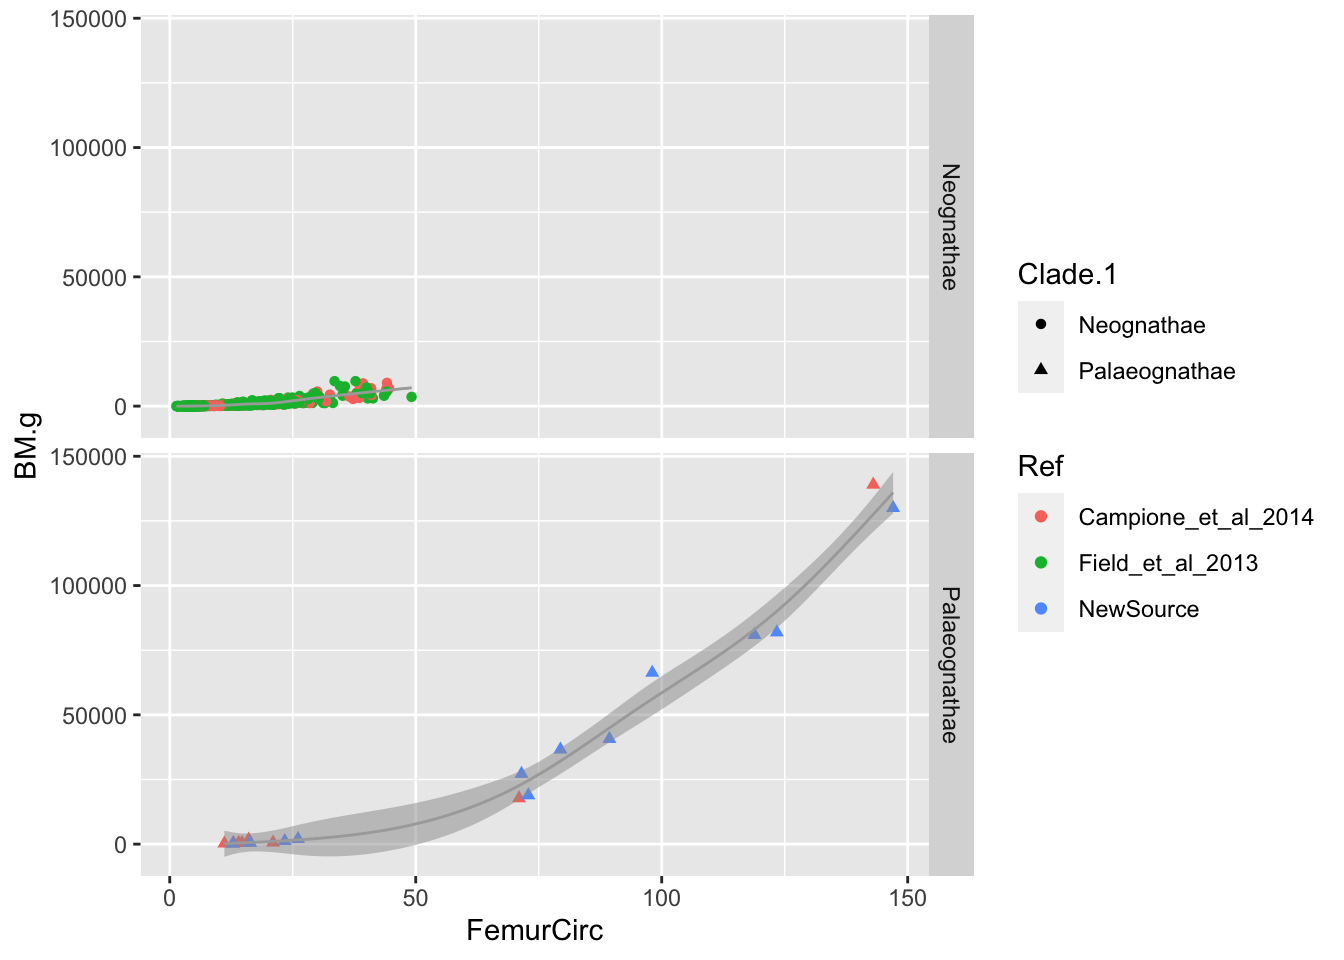 150000
100000
50000
0
Neognathae
150000
100000
50000
0
Palaeognathae
BM.g
0
50
100
150
FemurCirc
Clade.1
Neognathae
Palaeognathae
Ref
Campione_et_al_2014
Field_et_al_2013
NewSource